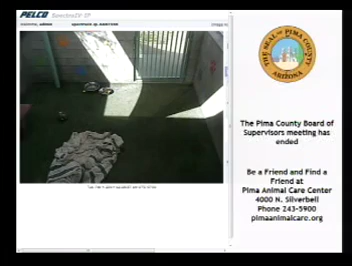 PELCO
THE SEAL OF PIMA COUNTY
ARIZONA
The Pima County Board of
Supervisors meeting has
ended
Be a Friend and Find a
Friend at
Pima Animal Care Center
4000 N. Silverbell
Phone 243-5900
pimaanimalcare.org